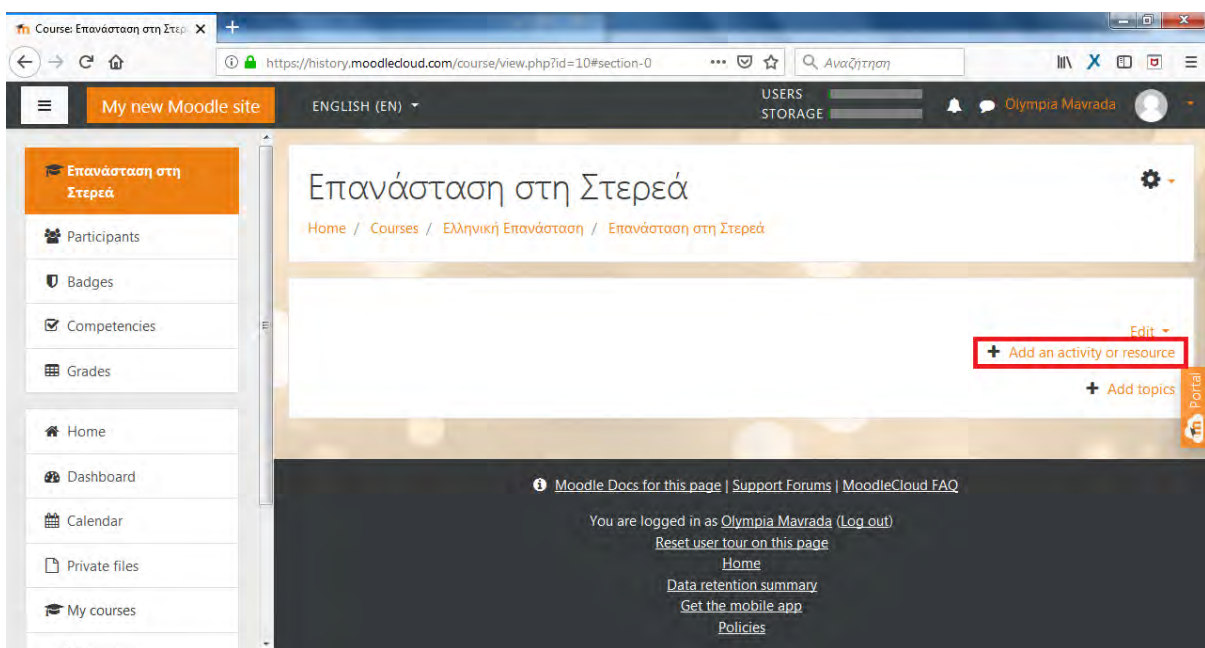 Course: Επανάσταση στη Στερ
https://history.moodlecloud.com/course/view.php?id=10#section-0
Αναζήτηση
My new Moodle site
ENGLISH (EN)
USERS
STORAGE
Olympia Mavrada
Επανάσταση στη
Στερεά
Participants
Badges
Competencies
Grades
Home
Dashboard
Calendar
Private files
My courses
Επανάσταση στη Στερεά
Home / Courses / Ελληνική Επανάσταση / Επανάσταση στη Στερεά
Edit
+ Add an activity or resource
+ Add topics
Portal
Moodle Docs for this page | Support Forums | MoodleCloud FAQ
You are logged in as Olympia Mavrada (Log out)
Reset user tour on this page
Home
Data retention summary
Get the mobile app
Policies